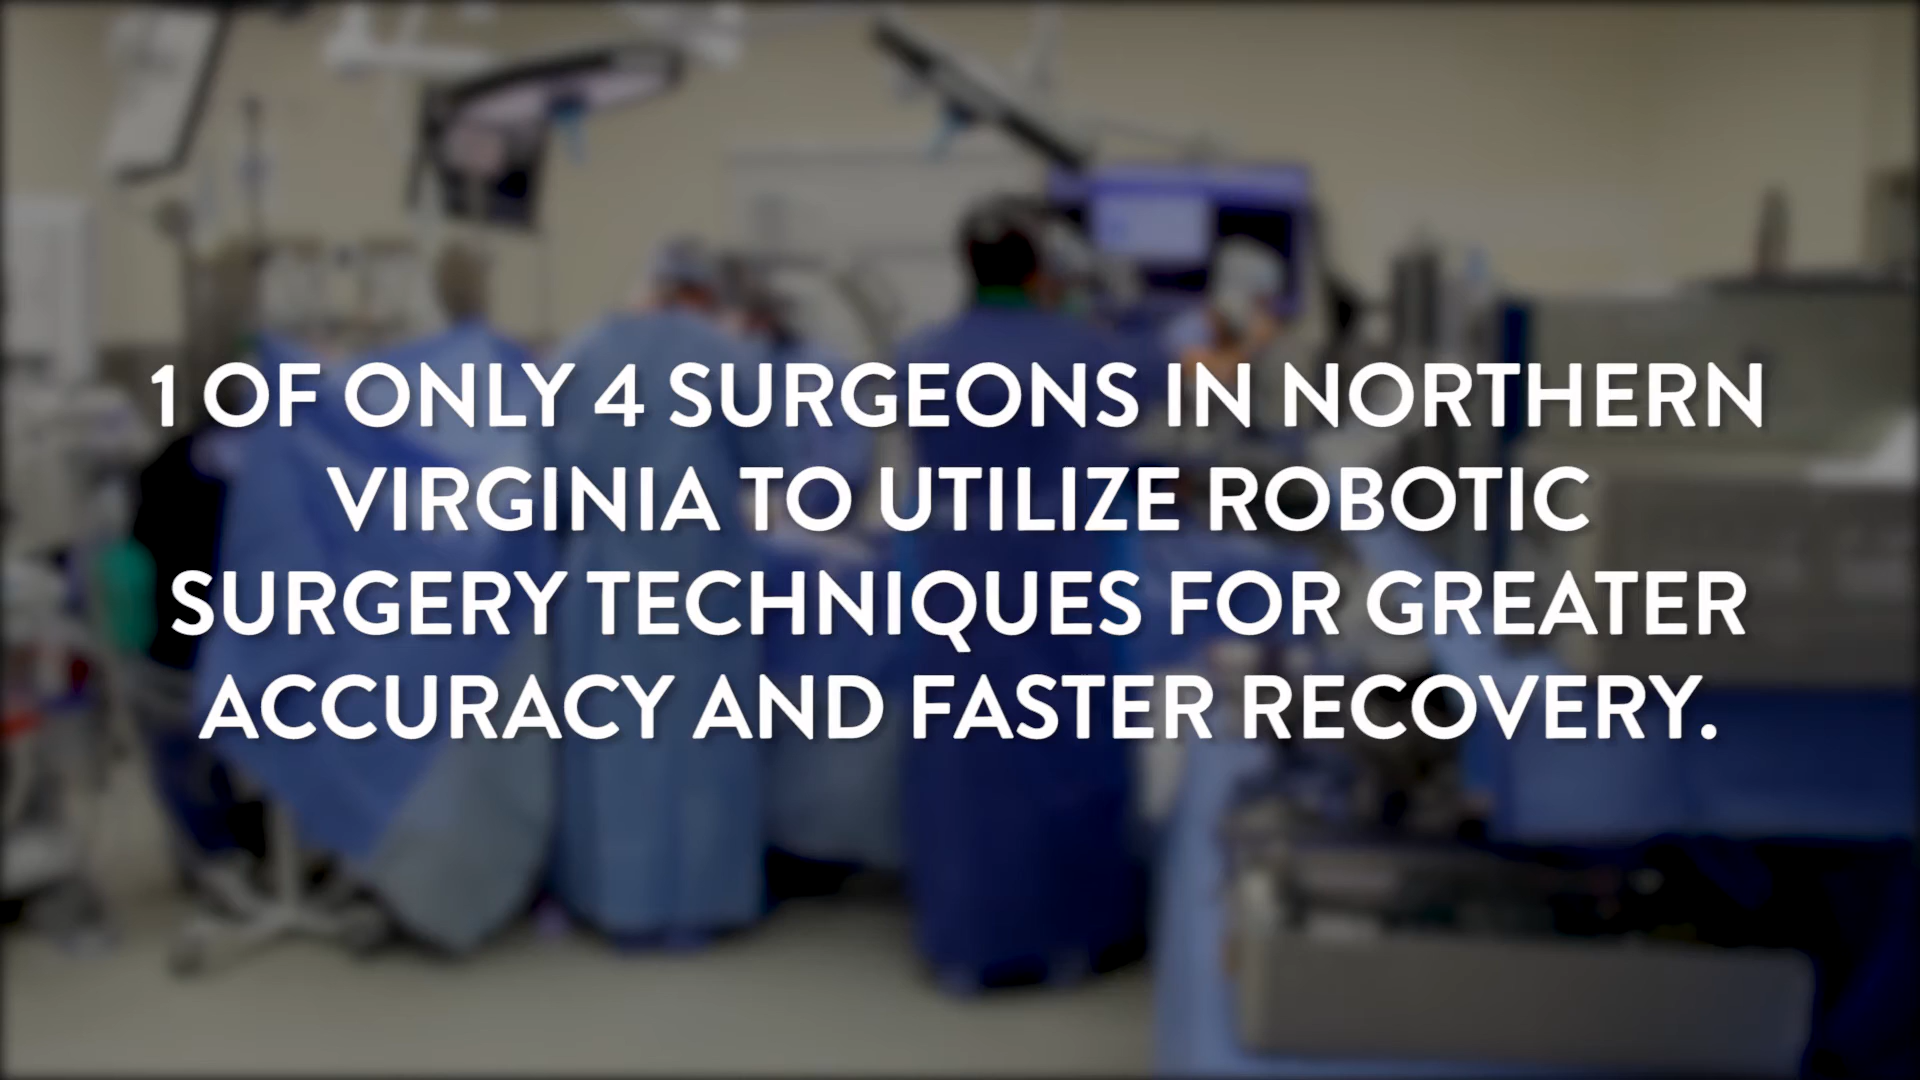 1 OF ONLY 4 SURGEONS IN NORTHERN
VIRGINIA TO UTILIZE ROBOTIC
SURGERY TECHNIQUES FOR GREATER
ACCURACY AND FASTER RECOVERY.